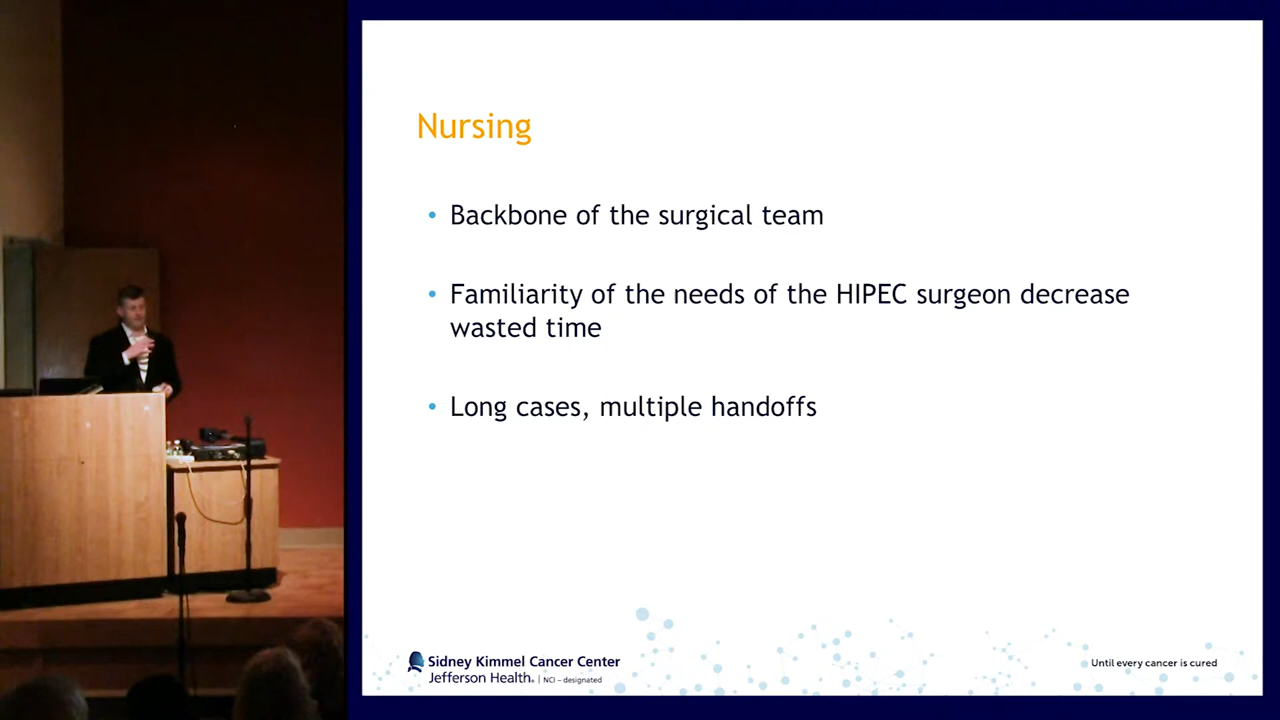 Nursing
• Backbone of the surgical team
• Familiarity of the needs of the HIPEC surgeon decrease
wasted time
• Long cases, multiple handoffs
Sidney Kimmel Cancer Center
Jefferson Health® | NCI – designated
Until every cancer is cured